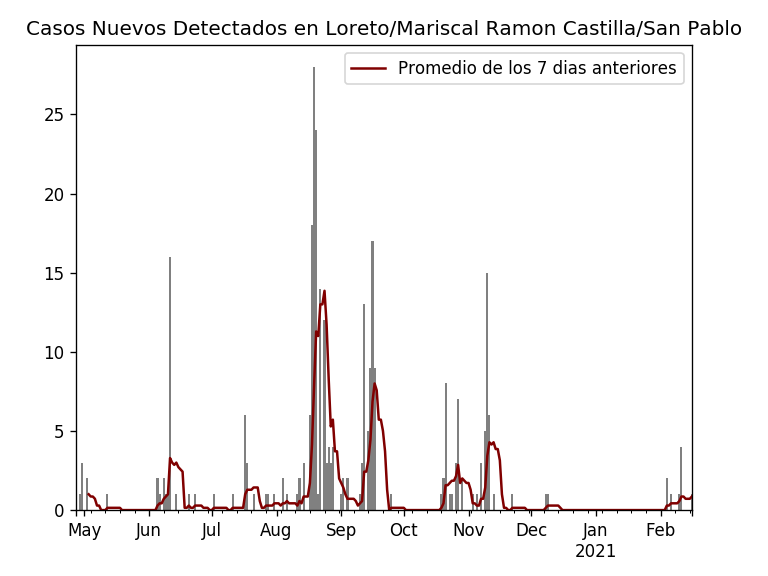 Casos Nuevos Detectados en Loreto/Mariscal Ramon Castilla/San Pablo
Promedio de los 7 dias anteriores
25
20
15
10
5
0
May Jun Jul Aug Sep Oct Nov Dec Jan Feb
2021